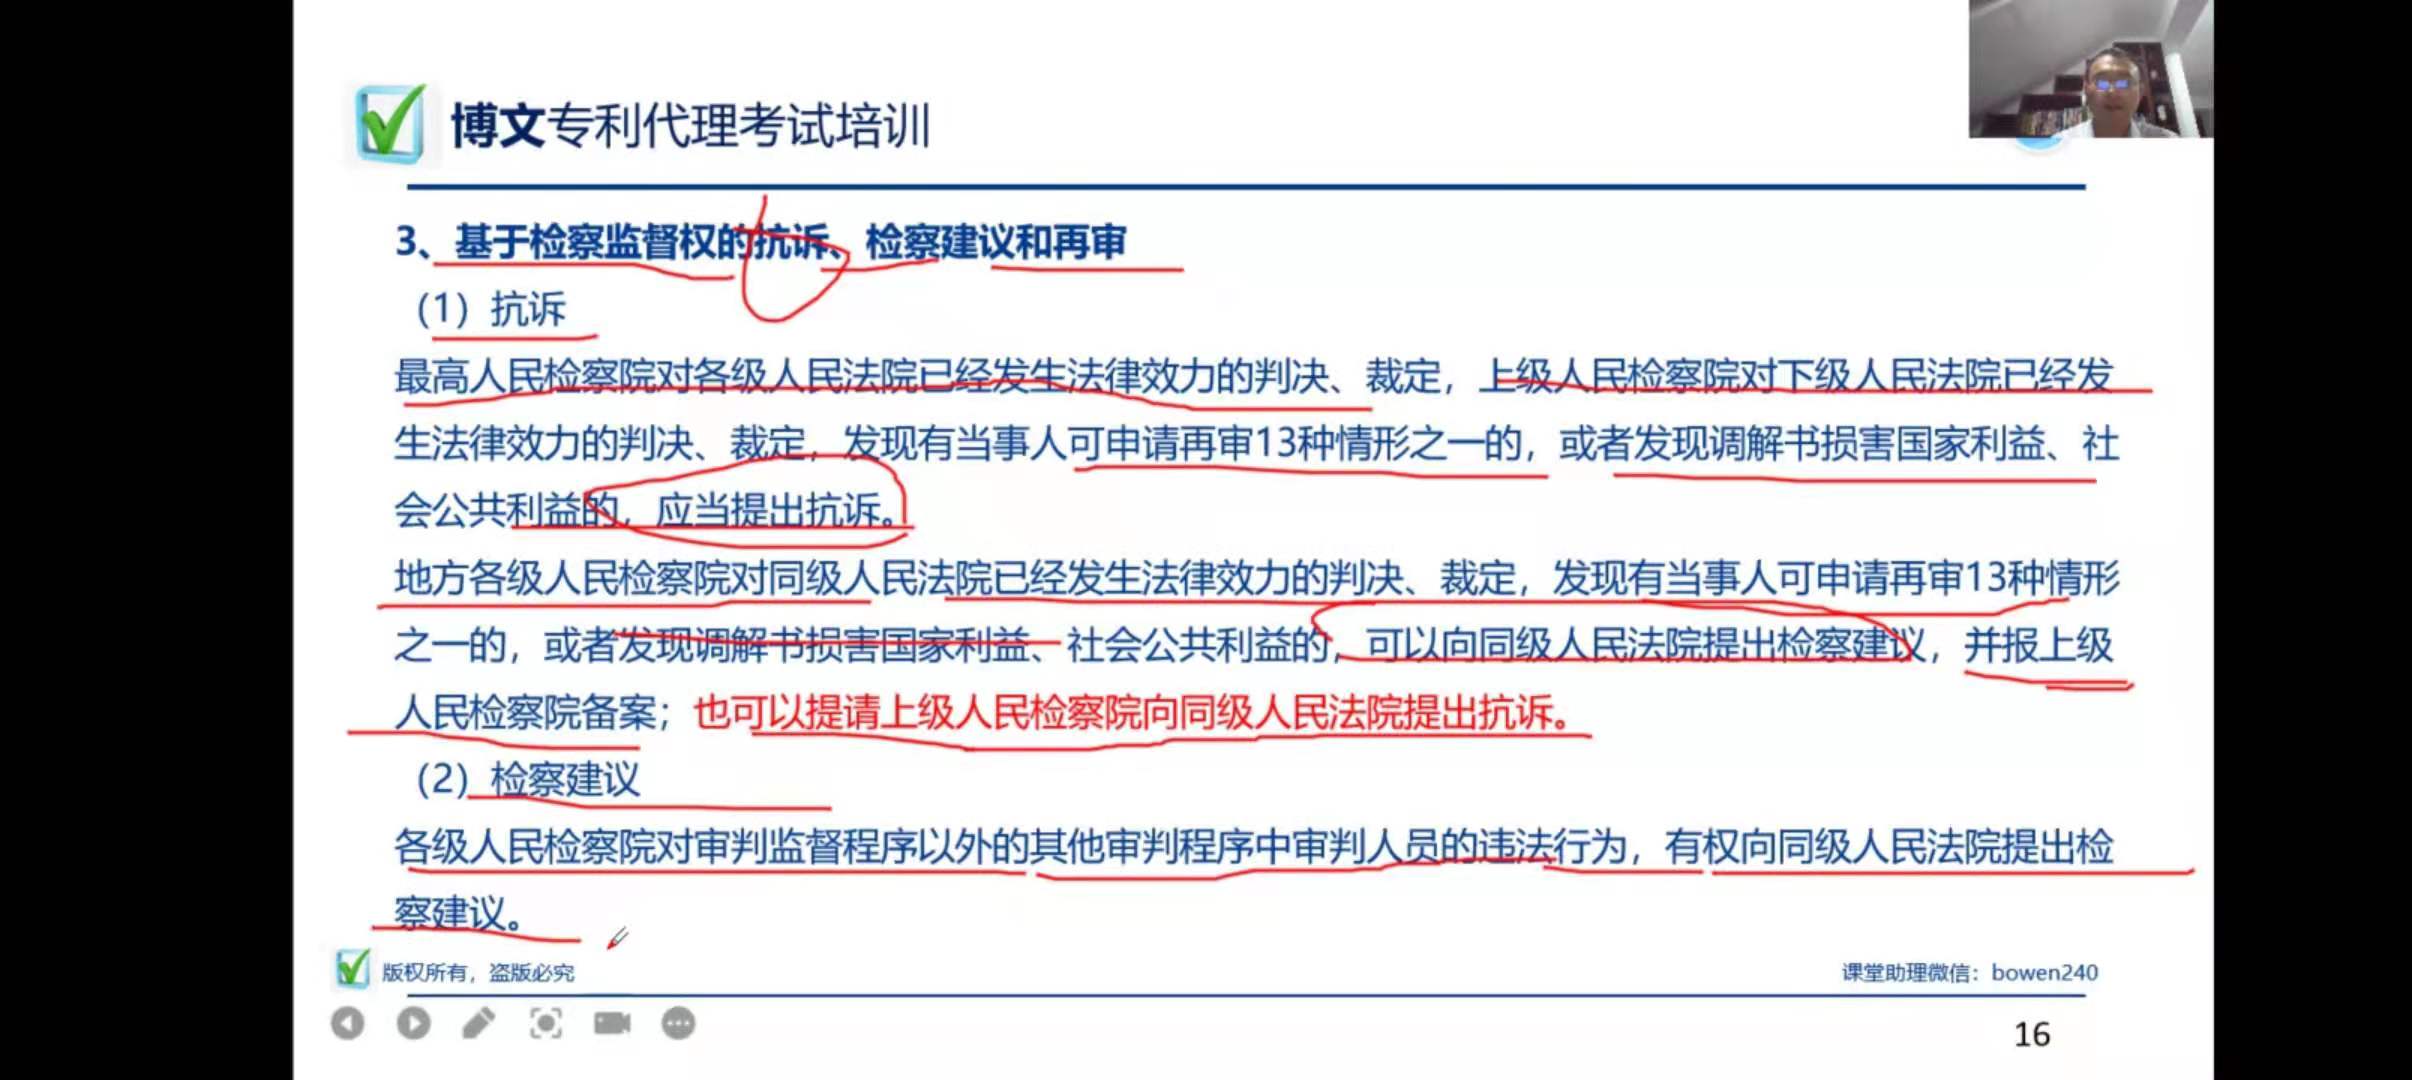 博文专利代理考试培训
3、基于检察监督权的抗诉、检察建议和再审
（1）抗诉
最高人民检察院对各级人民法院已经发生法律效力的判决、裁定，上级人民检察院对下级人民法院已经发
生法律效力的判决、裁定，发现有当事人可申请再审13种情形之一的，或者发现调解书损害国家利益、社
会公共利益的，应当提出抗诉。
地方各级人民检察院对同级人民法院已经发生法律效力的判决、裁定，发现有当事人可申请再审13种情形
之一的，或者发现调解书损害国家利益、社会公共利益的，可以向同级人民法院提出检察建议，并报上级
人民检察院备案；也可以提请上级人民检察院向同级人民法院提出抗诉。
（2）检察建议
各级人民检察院对审判监督程序以外的其他审判程序中审判人员的违法行为，有权向同级人民法院提出检
察建议。
版权所有，盗版必究
课堂助理微信：bowen240
16